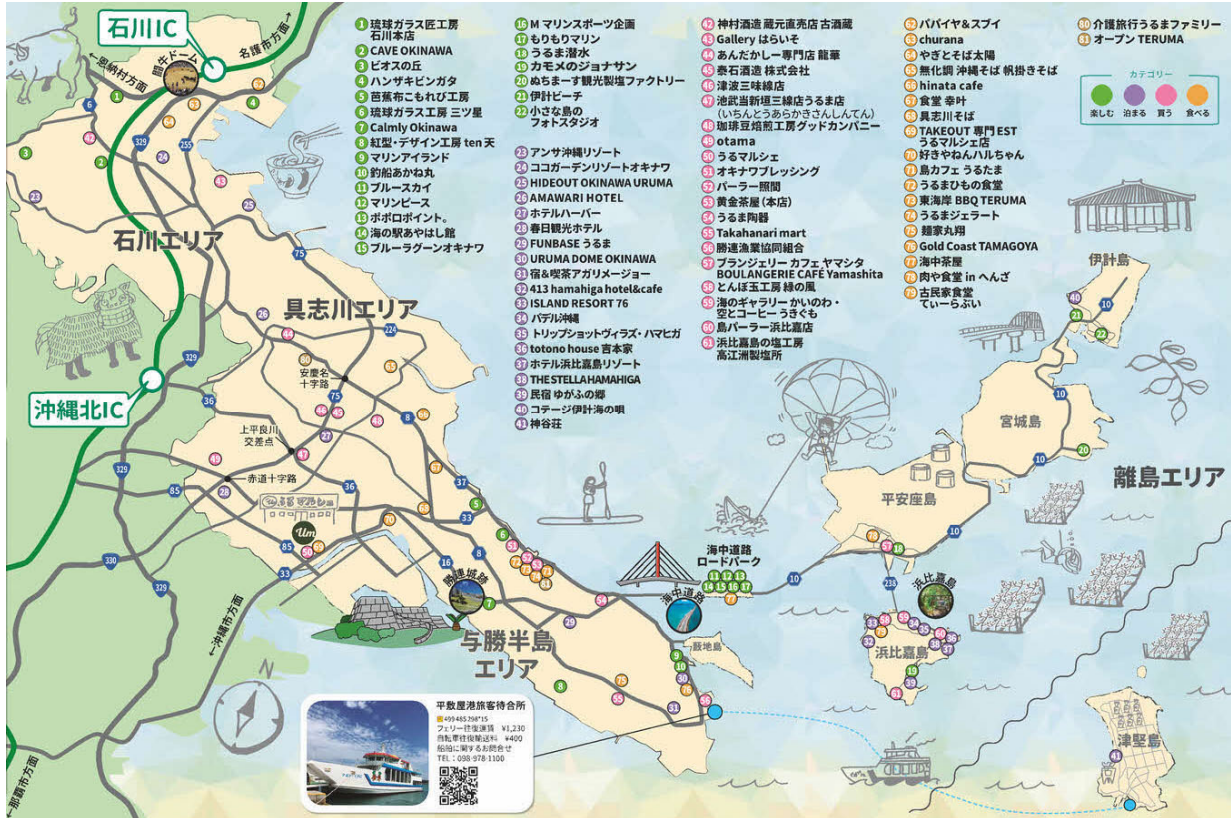 石川IC
名護市方面→
←恩納村方面
闘牛ドーム
1 琉球ガラス匠工房
石川本店
2 CAVE OKINAWA
3 ビオスの丘
4 ハンザキビンガタ
5 芭蕉布こもれび工房
6 琉球ガラス工房 三ツ星
7 Calmly Okinawa
8 紅型・デザイン工房 ten 天
9 マリンアイランド
10 釣船あかね丸
11 ブルースカイ
12 マリンピース
13 ポポロポイント。
14 海の駅あやはし館
15 ブルーラグーンオキナワ
16 M マリンスポーツ企画
17 もりもりマリン
18 うるま潜水
19 カモメのジョナサン
20 ぬちまーす観光製塩ファクトリー
21 伊計ビーチ
22 小さな島の
フォトスタジオ
23 アンサ沖縄リゾート
24 ココガーデンリゾートオキナワ
25 HIDEOUT OKINAWA URUMA
26 AMAWARI HOTEL
27 ホテルハーバー
28 春日観光ホテル
29 FUNBASE うるま
30 URUMA DOME OKINAWA
31 宿&喫茶アガリメージョー
32 413 hamahiga hotel&cafe
33 ISLAND RESORT 76
34 パデル沖縄
35 トリップショットヴィラズ・ハマヒガ
36 totono house 吉本家
37 ホテル浜比嘉島リゾート
38 THE STELLA HAMAHIGA
39 民宿 ゆがふの郷
40 コテージ伊計海の唄
41 神谷荘
42 神村酒造 蔵元直売店 古酒蔵
43 Gallery はらいそ
44 あんだかしー専門店 龍華
45 泰石酒造 株式会社
46 津波三味線店
47 池武当新垣三線店うるま店
(いちんとうあらかきさんしんてん)
48 珈琲豆焙煎工房グッドカンパニー
49 otama
50 うるマルシェ
51 オキナワブレッシング
52 パーラー照間
53 黄金茶屋(本店)
54 うるま陶器
55 Takahanari mart
56 勝連漁業協同組合
57 ブランジェリー カフェ ヤマシタ
BOULANGERIE CAFÉ Yamashita
58 とんぼ玉工房 緑の風
59 海のギャラリー かいのわ・
空とコーヒー うきぐも
60 島パーラー浜比嘉店
61 浜比嘉島の塩工房
高江洲製塩所
62 パパイヤ&スブイ
63 churana
64 やぎとそば太陽
65 無化調 沖縄そば 帆掛きそば
66 hinata cafe
67 食堂 幸叶
68 具志川そば
69 TAKEOUT 専門 EST
うるマルシェ店
70 好きやねんハルちゃん
71 島カフェ うるたま
72 うるまひもの食堂
73 東海岸 BBQ TERUMA
74 うるまジェラート
75 麺家丸翔
76 Gold Coast TAMAGOYA
77 海中茶屋
78 肉や食堂 in へんざ
79 古民家食堂
てぃーらぶい
80 介護旅行うるまファミリー
81 オープン TERUMA
カテゴリー
楽しむ 泊まる 買う 食べる
石川エリア
具志川エリア
沖縄北IC
安慶名
十字路
上平良川
交差点
赤道十字路
うるマルシェ
Um
勝連城跡
与勝半島
エリア
海中道路
ロードパーク
海中道路
藪地島
平安座島
宮城島
伊計島
離島エリア
浜比嘉島
浜比嘉島
津堅島
←沖縄市方面
←那覇市方面
N
平敷屋港旅客待合所
499 485 298*15
フェリー往復運賃 ¥1,230
自転車往復輸送料 ¥400
船舶に関するお問合せ
TEL:098-978-1100